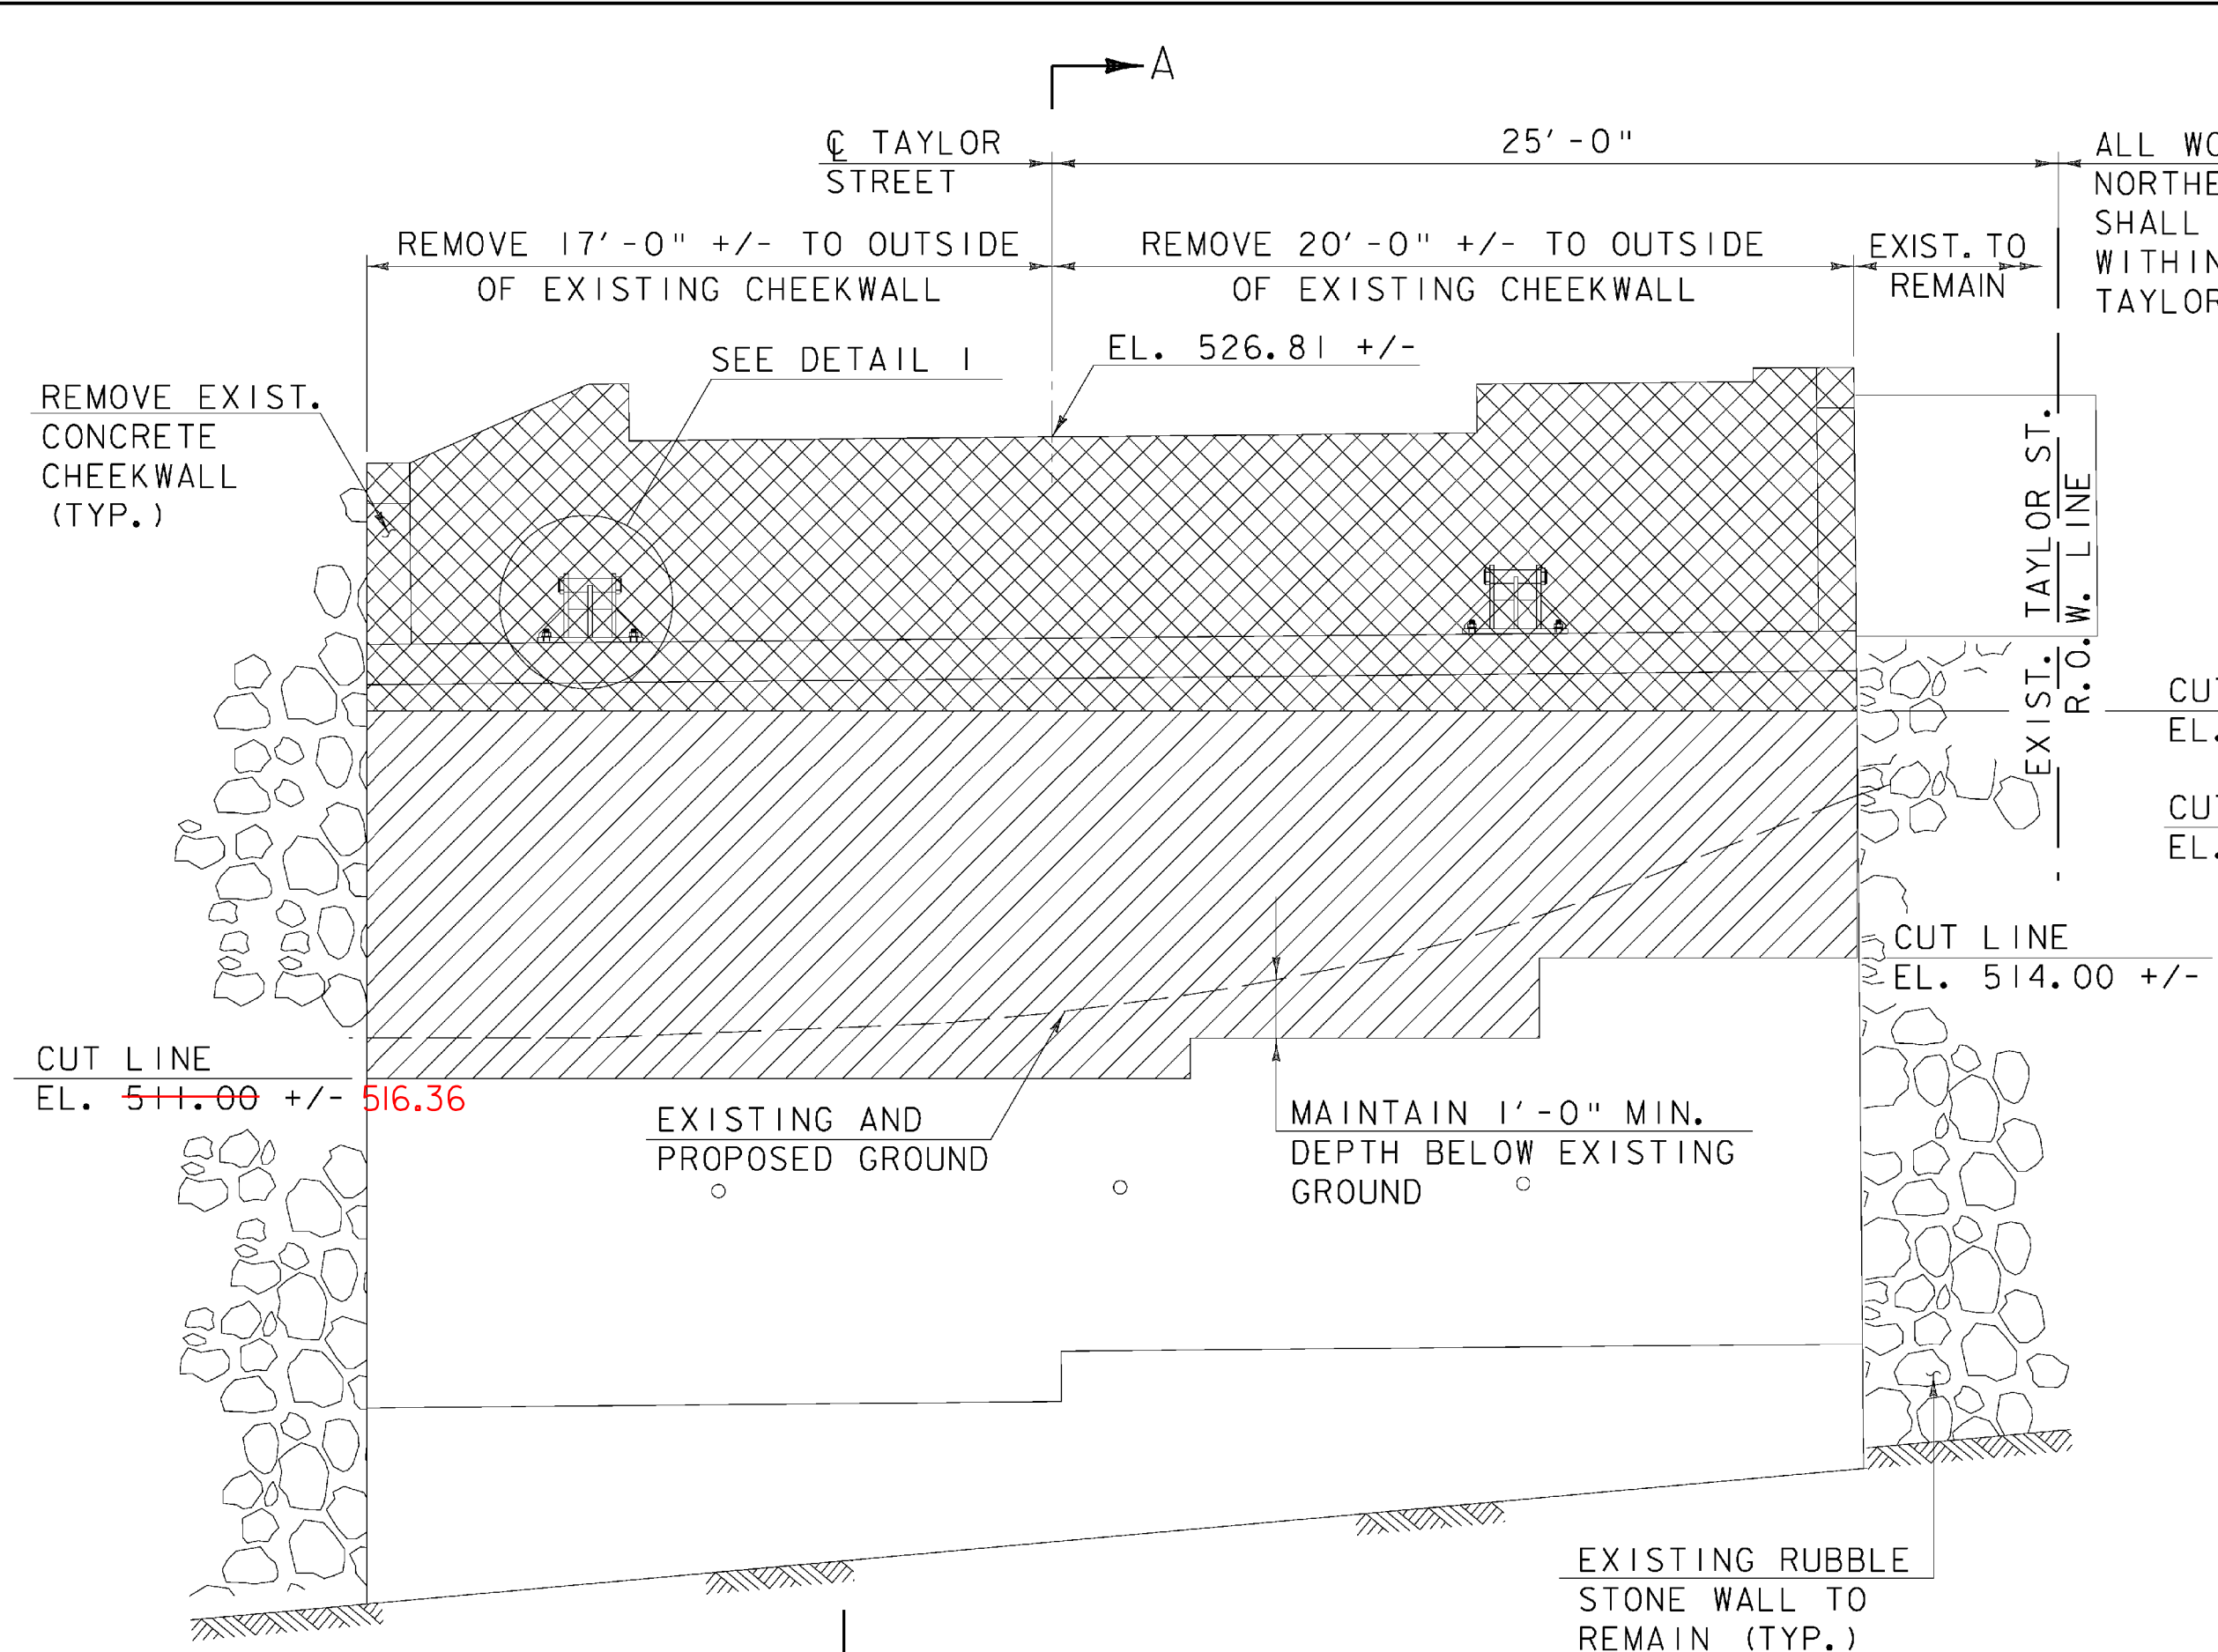 A
℄ TAYLOR
STREET
25'-0"
ALL WO
NORTHE
SHALL
WITHIN
TAYLOR
REMOVE 17'-0" +/- TO OUTSIDE
OF EXISTING CHEEKWALL
REMOVE 20'-0" +/- TO OUTSIDE
OF EXISTING CHEEKWALL
EXIST. TO
REMAIN
SEE DETAIL 1
EL. 526.81 +/-
REMOVE EXIST.
CONCRETE
CHEEKWALL
(TYP.)
EXIST. TAYLOR ST.
R.O.W. LINE
CUT
EL.
CUT
EL.
CUT LINE
EL. 514.00 +/-
CUT LINE
EL. 511.00 +/- 516.36
EXISTING AND
PROPOSED GROUND
MAINTAIN 1'-0" MIN.
DEPTH BELOW EXISTING
GROUND
EXISTING RUBBLE
STONE WALL TO
REMAIN (TYP.)